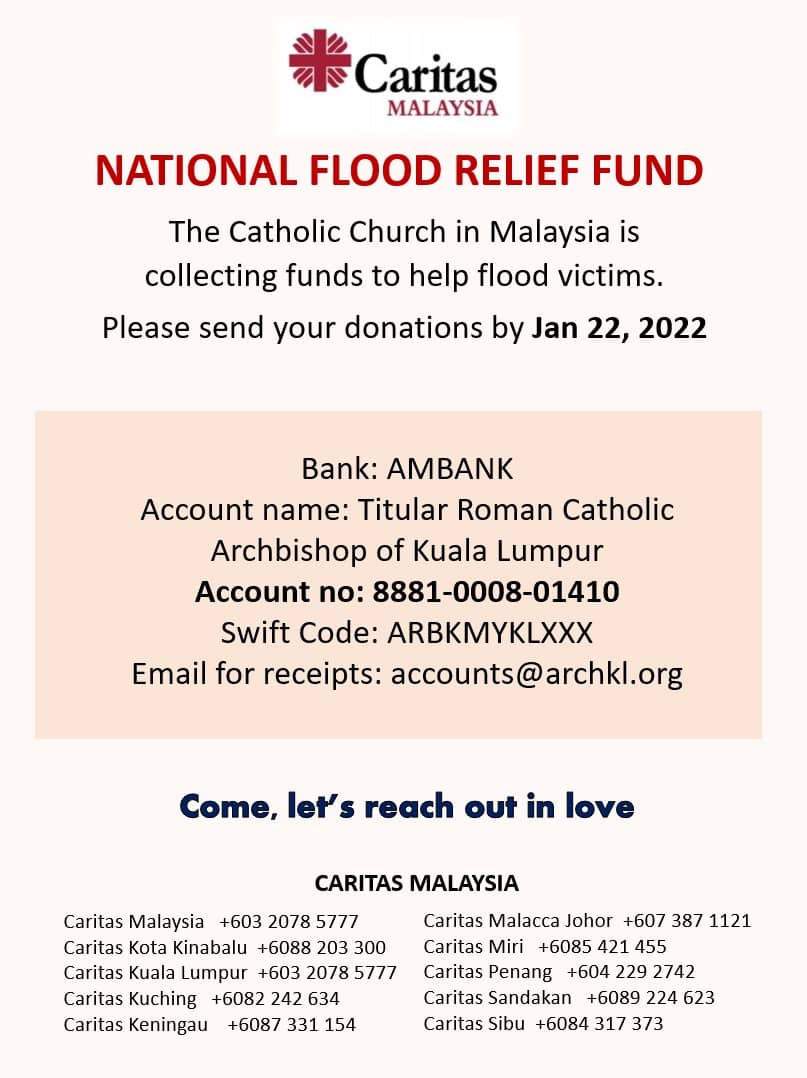 Caritas
MALAYSIA
NATIONAL FLOOD RELIEF FUND
The Catholic Church in Malaysia is
collecting funds to help flood victims.
Please send your donations by Jan 22, 2022
Bank: AMBANK
Account name: Titular Roman Catholic
Archbishop of Kuala Lumpur
Account no: 8881-0008-01410
Swift Code: ARBKMYKLXXX
Email for receipts: accounts@archkl.org
Come, let's reach out in love
CARITAS MALAYSIA
Caritas Malaysia +603 2078 5777
Caritas Kota Kinabalu +6088 203 300
Caritas Kuala Lumpur +603 2078 5777
Caritas Kuching +6082 242 634
Caritas Keningau +6087 331 154
Caritas Malacca Johor +607 387 1121
Caritas Miri +6085 421 455
Caritas Penang +604 229 2742
Caritas Sandakan +6089 224 623
Caritas Sibu +6084 317 373